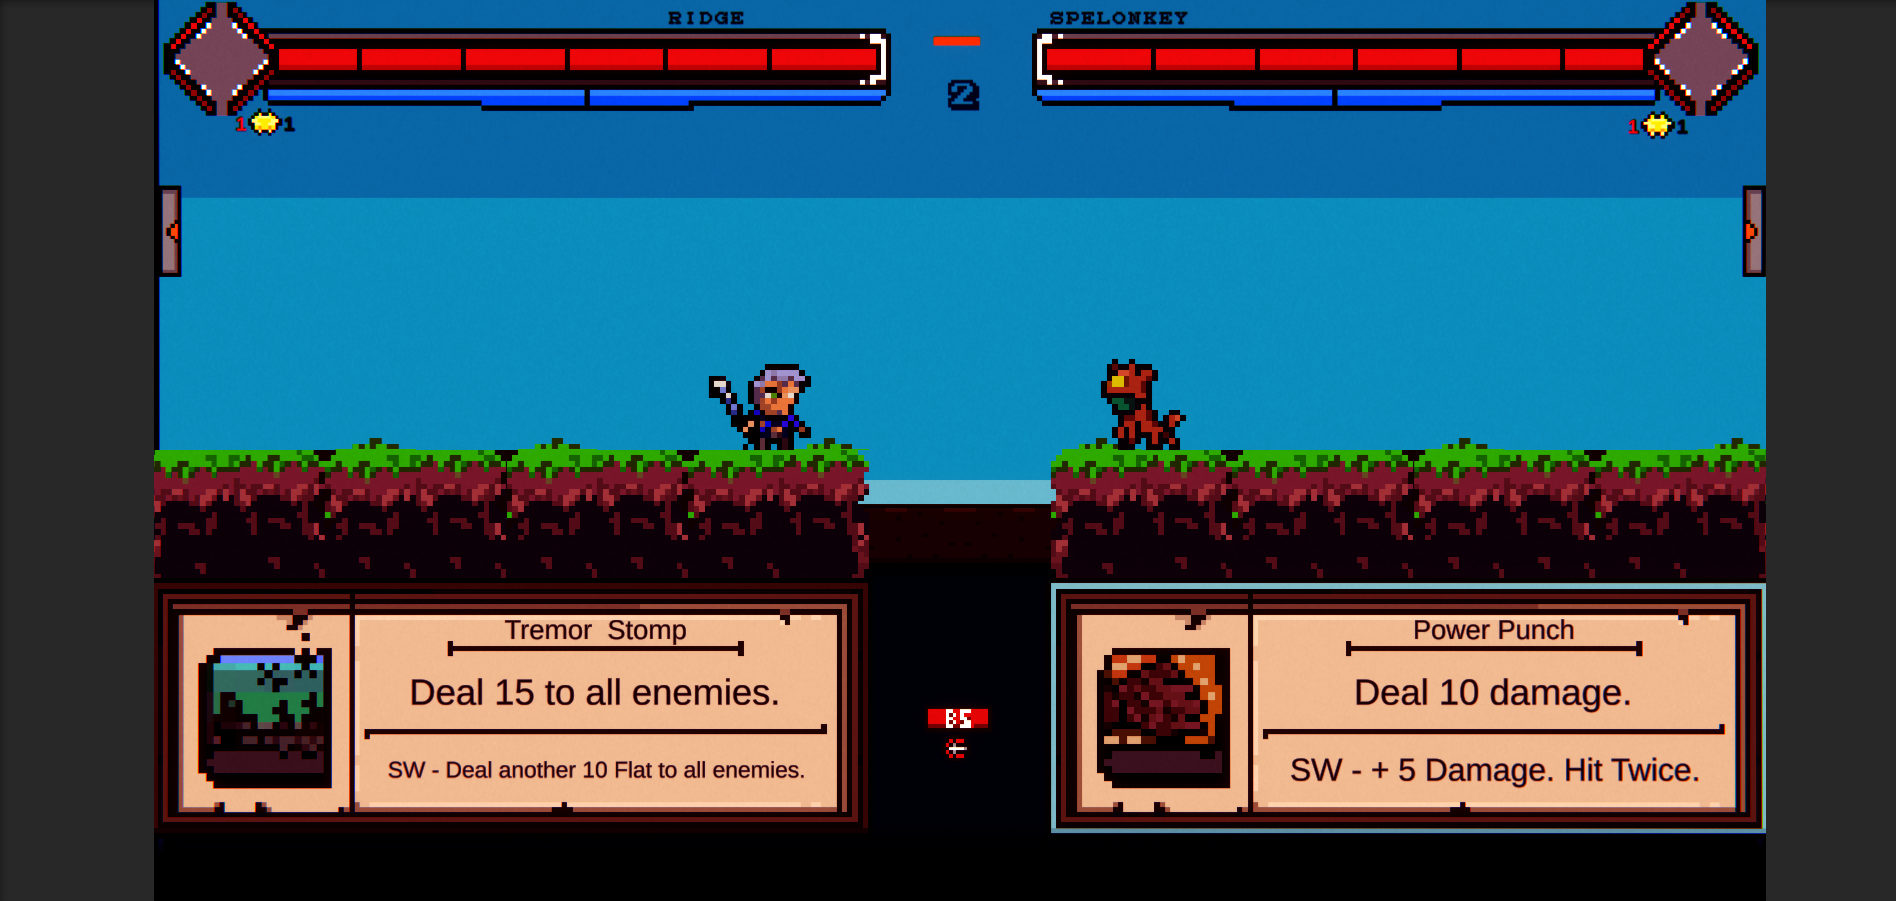 RIDGE
SPELONKEY
2
1 1
1 1
Tremor Stomp
Deal 15 to all enemies.
SW - Deal another 10 Flat to all enemies.
BS
Power Punch
Deal 10 damage.
SW - + 5 Damage. Hit Twice.